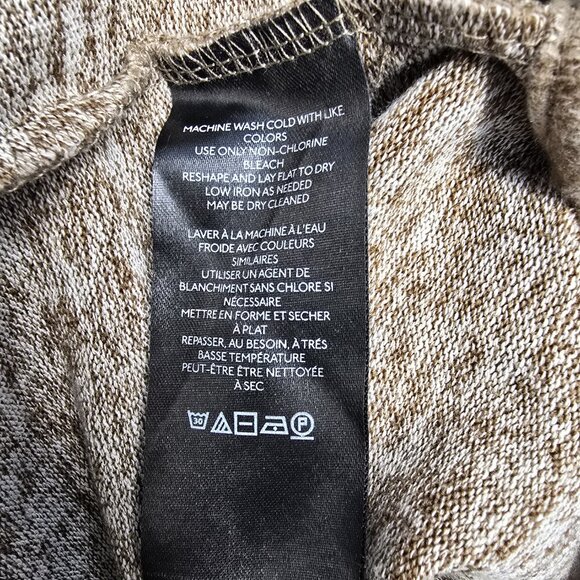 MACHINE WASH COLD WITH LIKE
COLORS
USE ONLY NON-CHLORINE
BLEACH
RESHAPE AND LAY FLAT TO DRY
LOW IRON AS NEEDED
MAY BE DRY CLEANED
LAVER À LA MACHINE À L'EAU
FROIDE AVEC COULEURS
SIMILAIRES
UTILISER UN AGENT DE
BLANCHIMENT SANS CHLORE SI
NÉCESSAIRE
METTRE EN FORME ET SECHER
À PLAT
REPASSER, AU BESOIN, À TRÉS
BASSE TEMPÉRATURE
PEUT-ÊTRE ÊTRE NETTOYÉE
À SEC
30 P